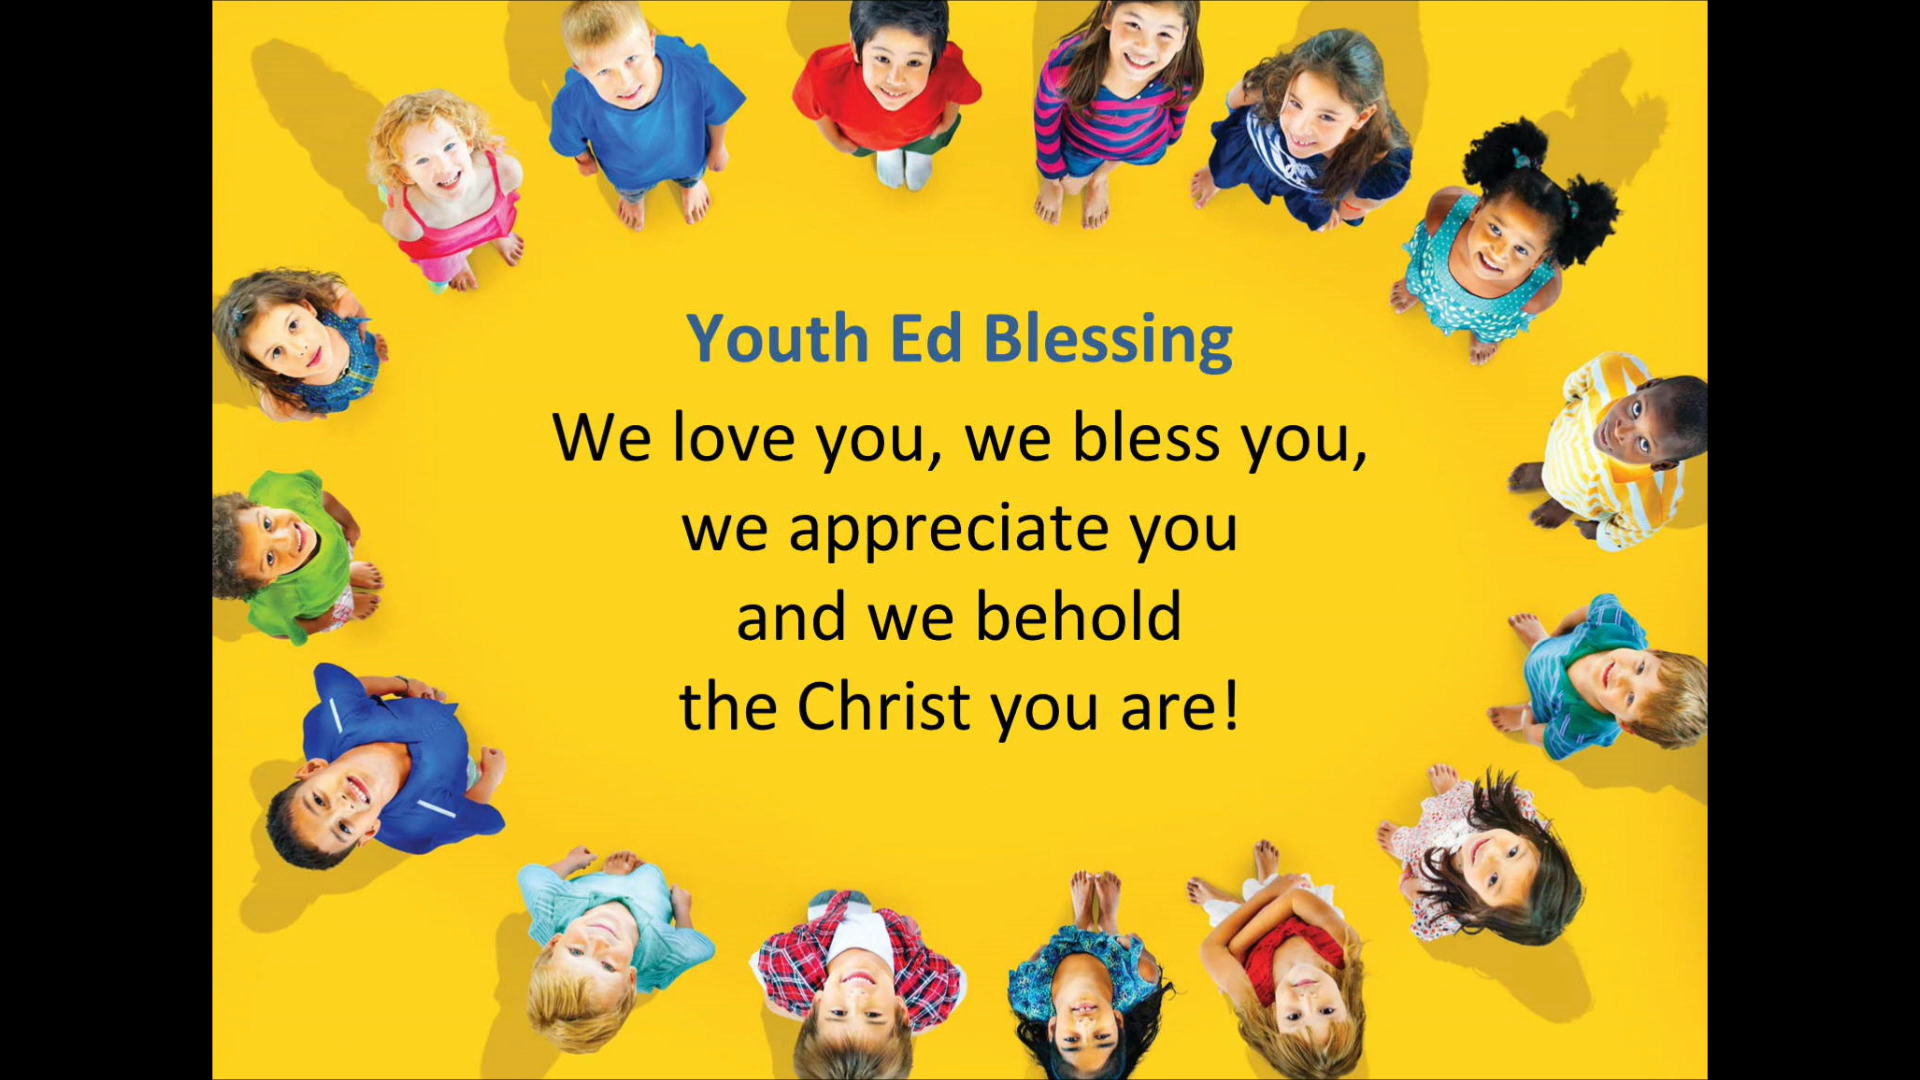 Youth Ed Blessing
We love you, we bless you,
we appreciate you
and we behold
the Christ you are!